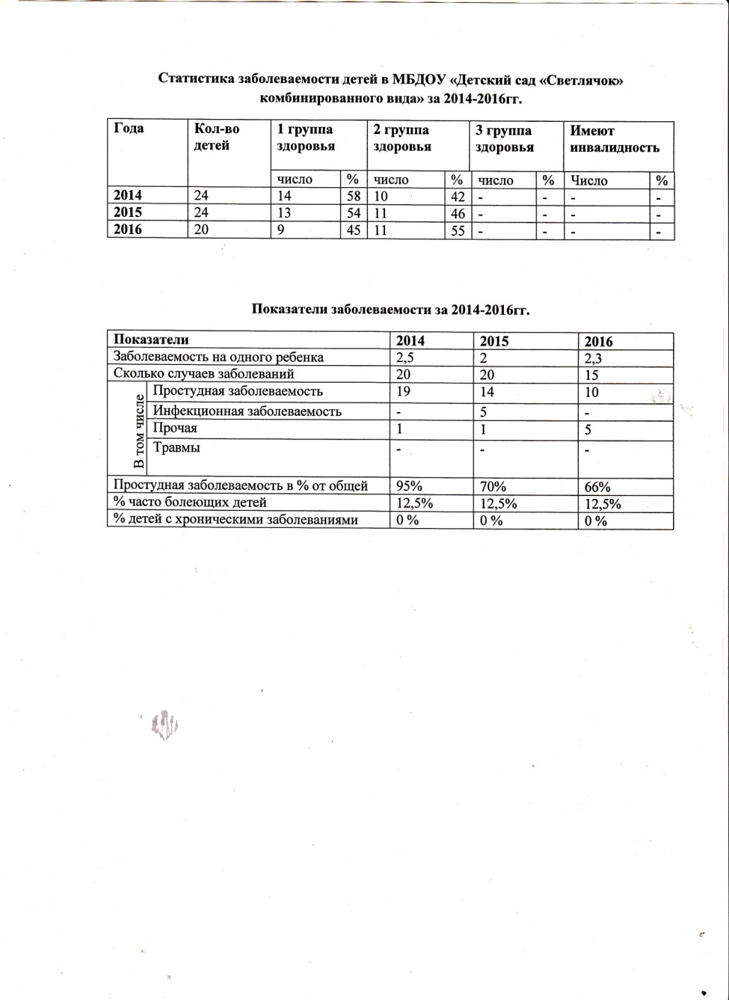 Статистика заболеваемости детей в МБДОУ «Детский сад «Светлячок»
комбинированного вида» за 2014-2016гг.
Года Кол-во детей 1 группа здоровья 2 группа здоровья 3 группа здоровья Имеют инвалидность
число % число % число % Число %
2014 24 14 58 10 42 - - - -
2015 24 13 54 11 46 - - - -
2016 20 9 45 11 55 - - - -
Показатели заболеваемости за 2014-2016гг.
Показатели 2014 2015 2016
Заболеваемость на одного ребенка 2,5 2 2,3
Сколько случаев заболеваний 20 20 15
В том числе
Простудная заболеваемость 19 14 10
Инфекционная заболеваемость - 5 -
Прочая 1 1 5
Травмы - - -
Простудная заболеваемость в % от общей 95% 70% 66%
% часто болеющих детей 12,5% 12,5% 12,5%
% детей с хроническими заболеваниями 0 % 0 % 0 %